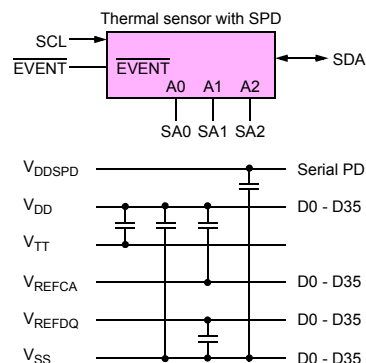 Thermal sensor with SPD
SCL
EVENT
EVENT
SDA
A0 A1 A2
SA0 SA1 SA2
VDDSPD Serial PD
VDD D0 - D35
VTT
VREFCA D0 - D35
VREFDQ D0 - D35
VSS D0 - D35